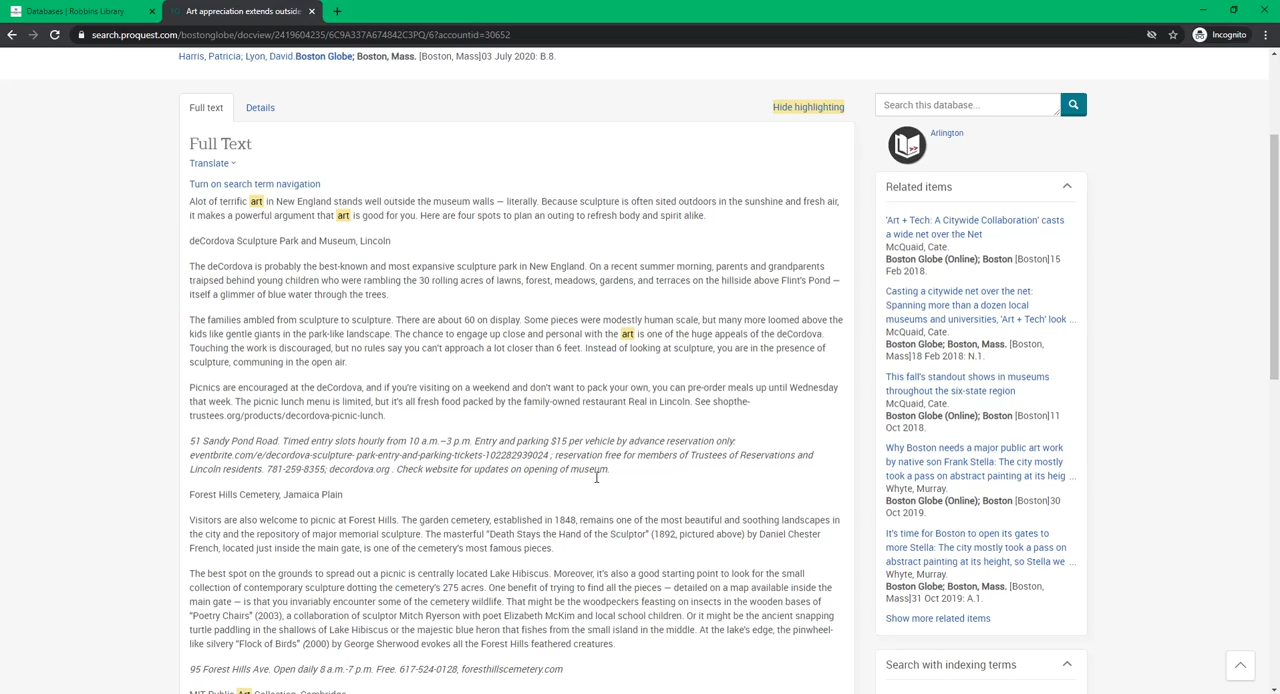 Databases | Robbins Library
Art appreciation extends outside
search.proquest.com/bostonglobe/docview/2419604235/6C9A337A674842C3PQ/6?accountid=30652
Incognito
Harris, Patricia; Lyon, David.Boston Globe; Boston, Mass. [Boston, Mass]03 July 2020: B.8.
Full text
Details
Hide highlighting
Full Text
Translate
Turn on search term navigation
Alot of terrific art in New England stands well outside the museum walls — literally. Because sculpture is often sited outdoors in the sunshine and fresh air,
it makes a powerful argument that art is good for you. Here are four spots to plan an outing to refresh body and spirit alike.
deCordova Sculpture Park and Museum, Lincoln
The deCordova is probably the best-known and most expansive sculpture park in New England. On a recent summer morning, parents and grandparents
traipsed behind young children who were rambling the 30 rolling acres of lawns, forest, meadows, gardens, and terraces on the hillside above Flint's Pond —
itself a glimmer of blue water through the trees.
The families ambled from sculpture to sculpture. There are about 60 on display. Some pieces were modestly human scale, but many more loomed above the
kids like gentle giants in the park-like landscape. The chance to engage up close and personal with the art is one of the huge appeals of the deCordova.
Touching the work is discouraged, but no rules say you can't approach a lot closer than 6 feet. Instead of looking at sculpture, you are in the presence of
sculpture, communing in the open air.
Picnics are encouraged at the deCordova, and if you're visiting on a weekend and don't want to pack your own, you can pre-order meals up until Wednesday
that week. The picnic lunch menu is limited, but it's all fresh food packed by the family-owned restaurant Real in Lincoln. See shopthe-
trustees.org/products/decordova-picnic-lunch.
51 Sandy Pond Road. Timed entry slots hourly from 10 a.m.–3 p.m. Entry and parking $15 per vehicle by advance reservation only:
eventbrite.com/e/decordova-sculpture- park-entry-and-parking-tickets-102282939024 ; reservation free for members of Trustees of Reservations and
Lincoln residents. 781-259-8355; decordova.org . Check website for updates on opening of museum.
Forest Hills Cemetery, Jamaica Plain
Visitors are also welcome to picnic at Forest Hills. The garden cemetery, established in 1848, remains one of the most beautiful and soothing landscapes in
the city and the repository of major memorial sculpture. The masterful "Death Stays the Hand of the Sculptor" (1892, pictured above) by Daniel Chester
French, located just inside the main gate, is one of the cemetery's most famous pieces.
The best spot on the grounds to spread out a picnic is centrally located Lake Hibiscus. Moreover, it's also a good starting point to look for the small
collection of contemporary sculpture dotting the cemetery's 275 acres. One benefit of trying to find all the pieces — detailed on a map available inside the
main gate — is that you invariably encounter some of the cemetery wildlife. That might be the woodpeckers feasting on insects in the wooden bases of
"Poetry Chairs" (2003), a collaboration of sculptor Mitch Ryerson with poet Elizabeth McKim and local school children. Or it might be the ancient snapping
turtle paddling in the shallows of Lake Hibiscus or the majestic blue heron that fishes from the small island in the middle. At the lake's edge, the pinwheel-
like silvery "Flock of Birds" (2000) by George Sherwood evokes all the Forest Hills feathered creatures.
95 Forest Hills Ave. Open daily 8 a.m.-7 p.m. Free. 617-524-0128, foresthillscemetery.com
MIT Public Art Collection, Cambridge
Search this database...
Arlington
Related items
'Art + Tech: A Citywide Collaboration' casts
a wide net over the Net
McQuaid, Cate.
Boston Globe (Online); Boston [Boston]15
Feb 2018.
Casting a citywide net over the net:
Spanning more than a dozen local
museums and universities, 'Art + Tech' look ...
McQuaid, Cate.
Boston Globe; Boston, Mass. [Boston,
Mass]18 Feb 2018: N.1.
This fall's standout shows in museums
throughout the six-state region
McQuaid, Cate.
Boston Globe (Online); Boston [Boston]11
Oct 2018.
Why Boston needs a major public art work
by native son Frank Stella: The city mostly
took a pass on abstract painting at its heig ...
Whyte, Murray.
Boston Globe (Online); Boston [Boston]30
Oct 2019.
It's time for Boston to open its gates to
more Stella: The city mostly took a pass on
abstract painting at its height, so Stella we ...
Whyte, Murray.
Boston Globe; Boston, Mass. [Boston,
Mass]31 Oct 2019: A.1.
Show more related items
Search with indexing terms